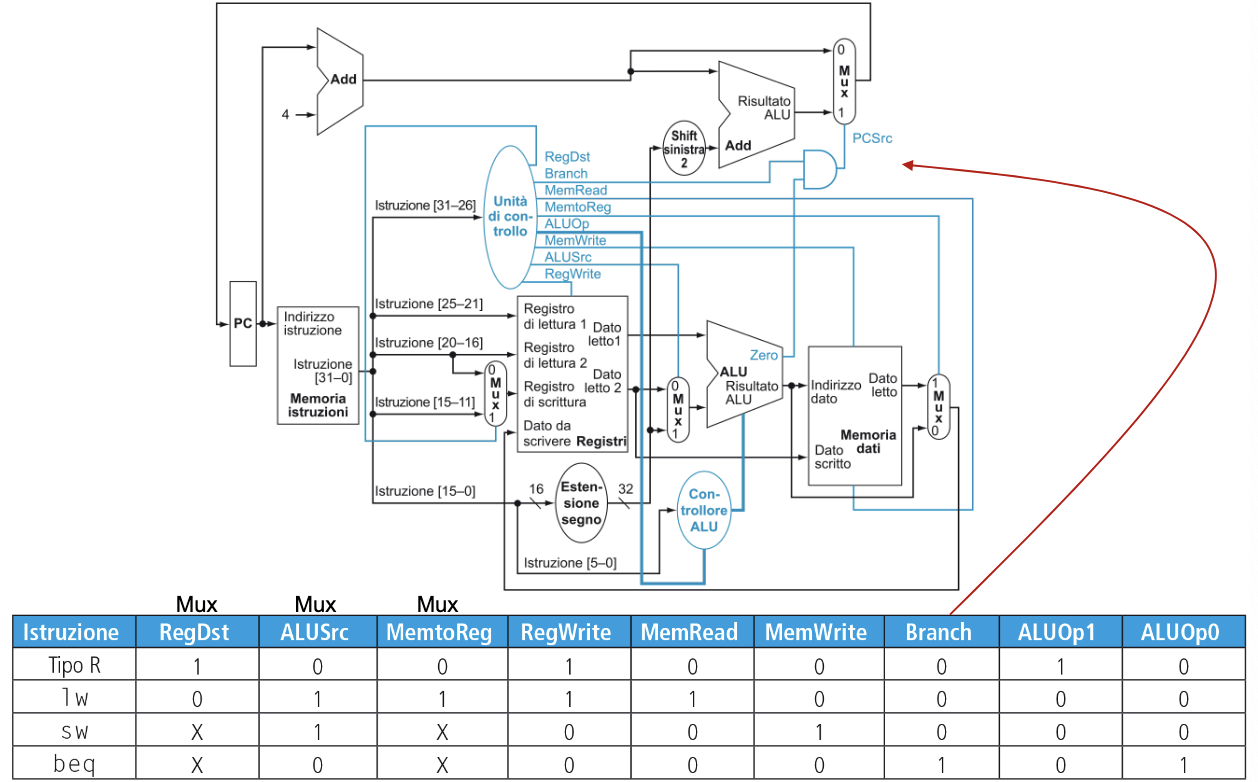 0
M
u
x
1
Add
4
Risultato
ALU
Add
Shift
sinistra
2
PCSrc
RegDst
Branch
MemRead
MemtoReg
ALUOp
MemWrite
ALUSrc
RegWrite
Unità
di con-
trollo
Istruzione [31–26]
Istruzione [25–21]
Istruzione [20–16]
Istruzione [15–11]
Istruzione [15–0]
Istruzione [5–0]
PC
Indirizzo
istruzione
Istruzione
[31–0]
Memoria
istruzioni
0
M
u
x
1
Registro
di lettura 1
Registro
di lettura 2
Registro
di scrittura
Dato da
scrivere
Dato
letto1
Dato
letto 2
Registri
0
M
u
x
1
Zero
ALU
Risultato
ALU
Indirizzo
dato
Dato
letto
Memoria
dati
Dato
scritto
1
M
u
x
0
16
Esten-
sione
segno
32
Con-
trollore
ALU
Mux Mux Mux
Istruzione RegDst ALUSrc MemtoReg RegWrite MemRead MemWrite Branch ALUOp1 ALUOp0
Tipo R 1 0 0 1 0 0 0 1 0
lw 0 1 1 1 1 0 0 0 0
sw X 1 X 0 0 1 0 0 0
beq X 0 X 0 0 0 1 0 1